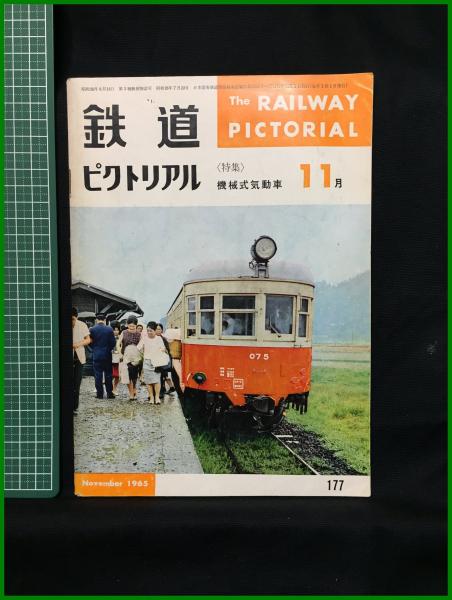 The RAILWAY
PICTORIAL
鉄道
ピクトリアル
〈特集〉
機械式気動車
11月
075
November 1965
177